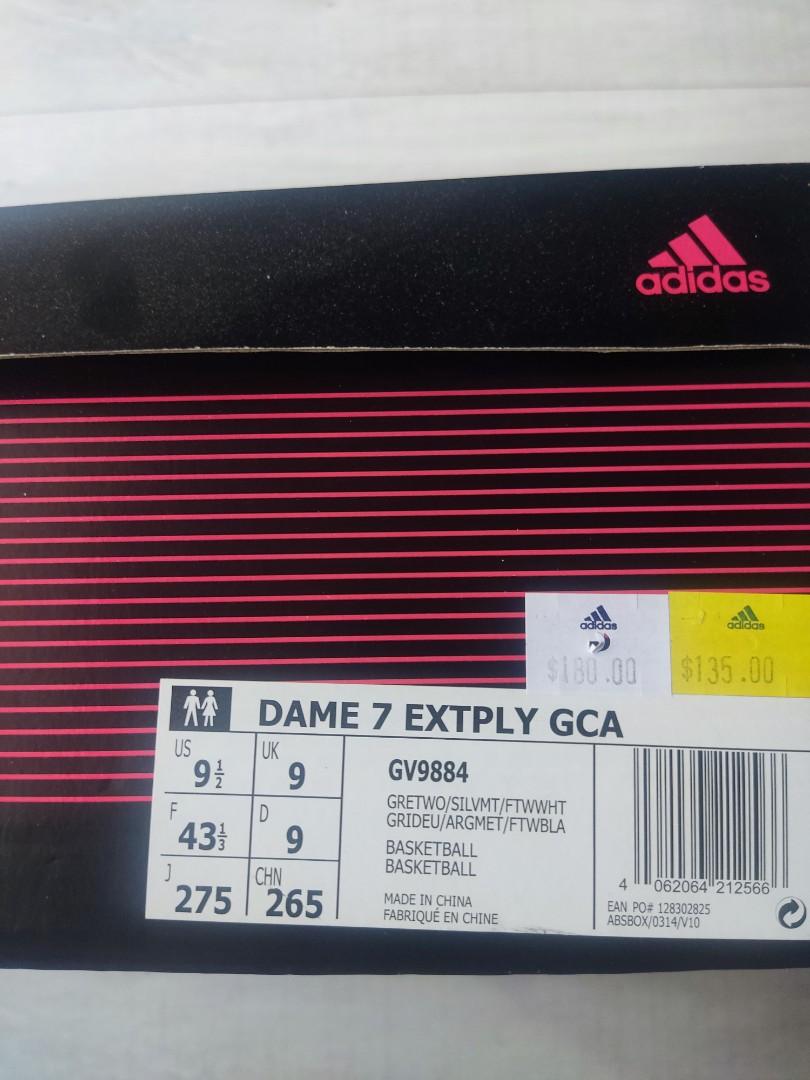 adidas
adidas
$180.00
adidas
$135.00
DAME 7 EXTPLY GCA
US
9 1/2
UK
9
F
43 1/3
D
9
J
275
CHN
265
GV9884
GRETWO/SILVMT/FTWWHT
GRIDEU/ARGMET/FTWBLA
BASKETBALL
BASKETBALL
MADE IN CHINA
FABRIQUÉ EN CHINE
4 062064 212566
EAN PO# 128302825
ABSBOX/0314/V10